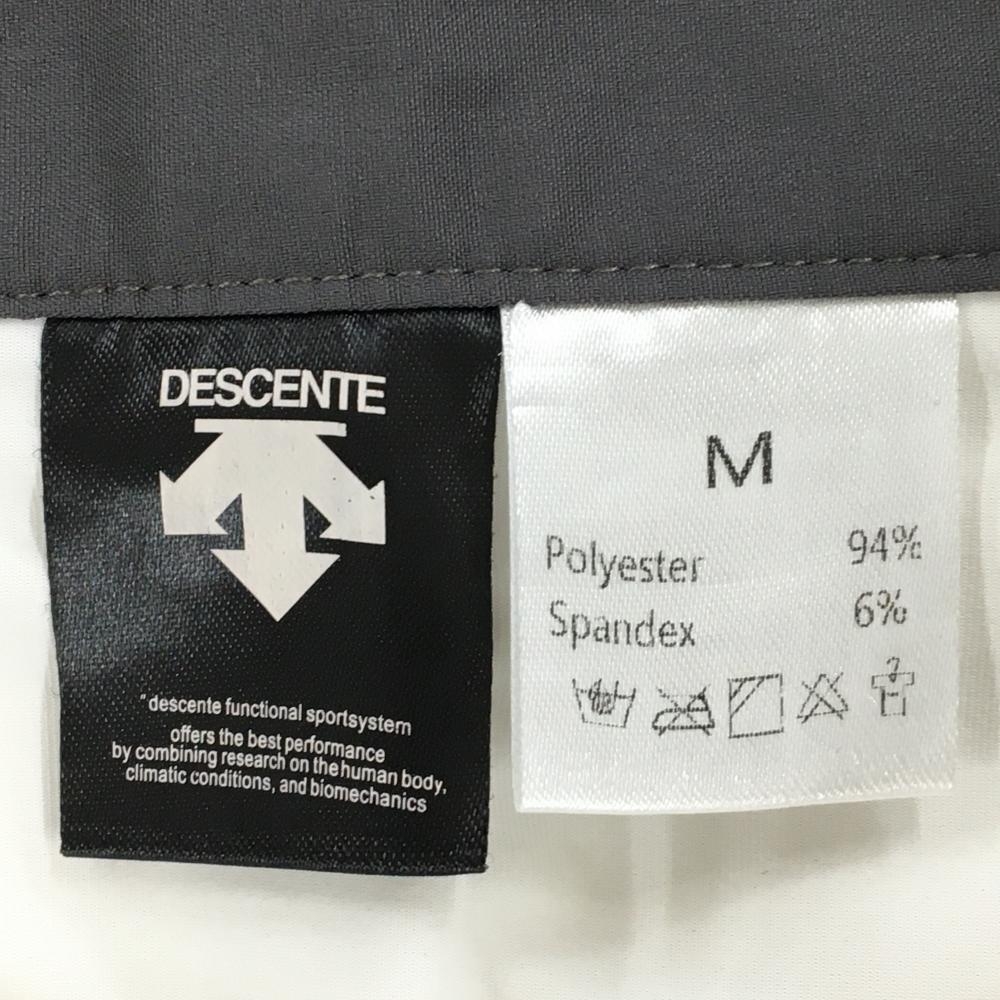 DESCENTE
"descente functional sportsystem
offers the best performance
by combining research on the human body,
climatic conditions, and biomechanics
M
Polyester 94%
Spandex 6%